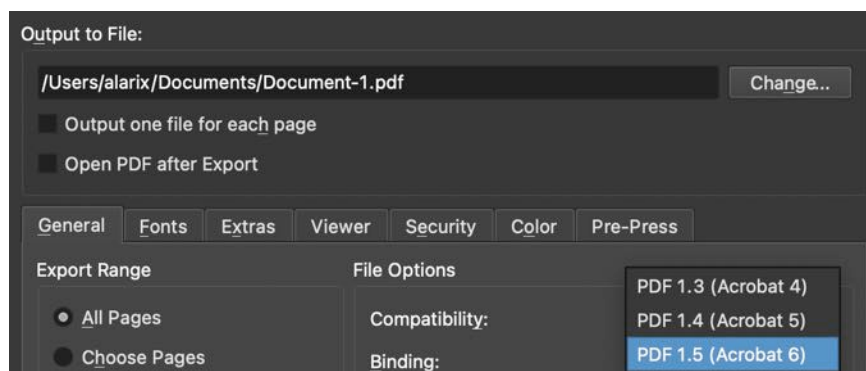 Output to File:
/Users/alarix/Documents/Document-1.pdf
Change...
Output one file for each page
Open PDF after Export
General Fonts Extras Viewer Security Color Pre-Press
Export Range
File Options
All Pages
Compatibility:
PDF 1.3 (Acrobat 4)
PDF 1.4 (Acrobat 5)
Choose Pages
Binding:
PDF 1.5 (Acrobat 6)